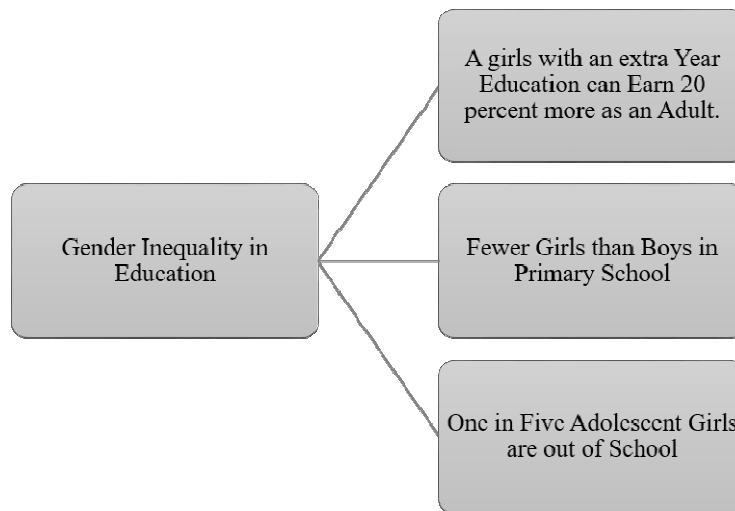 A girls with an extra Year
Education can Earn 20
percent more as an Adult.
Gender Inequality in
Education
Fewer Girls than Boys in
Primary School
One in Five Adolescent Girls
are out of School